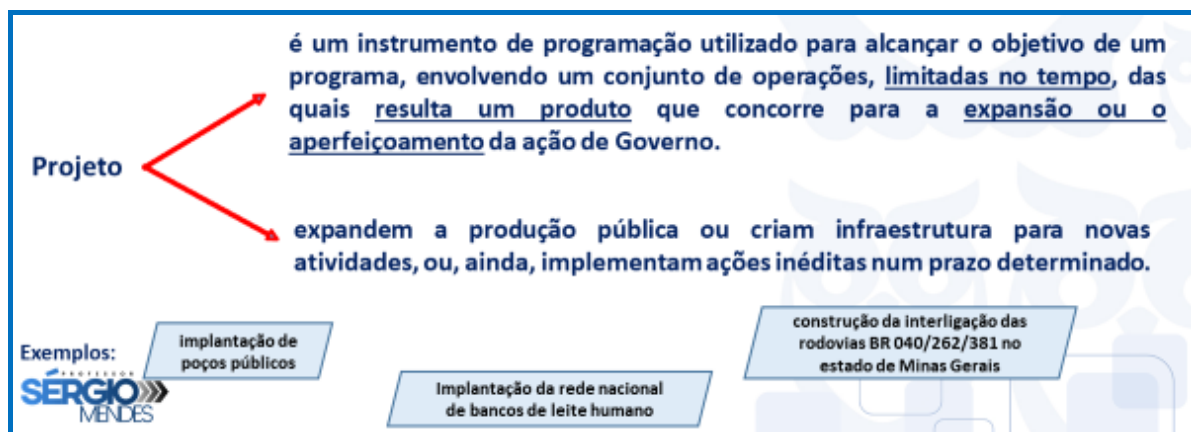 é um instrumento de programação utilizado para alcançar o objetivo de um
programa, envolvendo um conjunto de operações, limitadas no tempo, das
quais resulta um produto que concorre para a expansão ou o
aperfeiçoamento da ação de Governo.
Projeto
expandem a produção pública ou criam infraestrutura para novas
atividades, ou, ainda, implementam ações inéditas num prazo determinado.
Exemplos:
implantação de
poços públicos
Implantação da rede nacional
de bancos de leite humano
construção da interligação das
rodovias BR 040/262/381 no
estado de Minas Gerais
PROFESSOR
SÉRGIO
MENDES